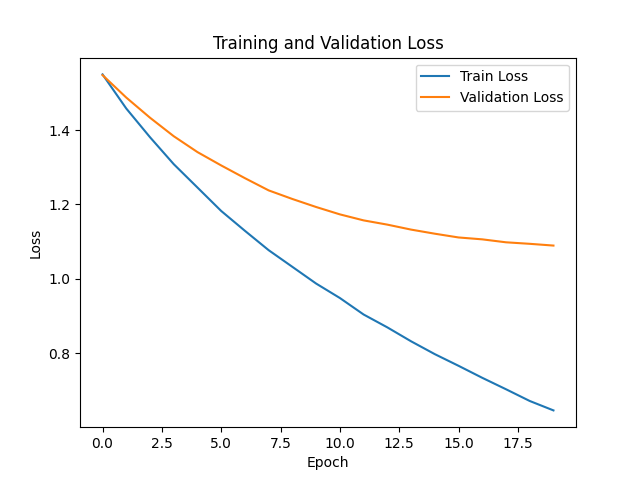 Training and Validation Loss
Train Loss
Validation Loss
Loss
1.4
1.2
1.0
0.8
0.0 2.5 5.0 7.5 10.0 12.5 15.0 17.5
Epoch